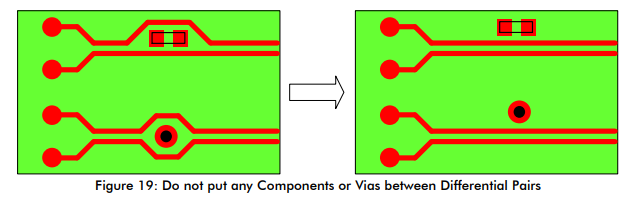 Figure 19: Do not put any Components or Vias between Differential Pairs